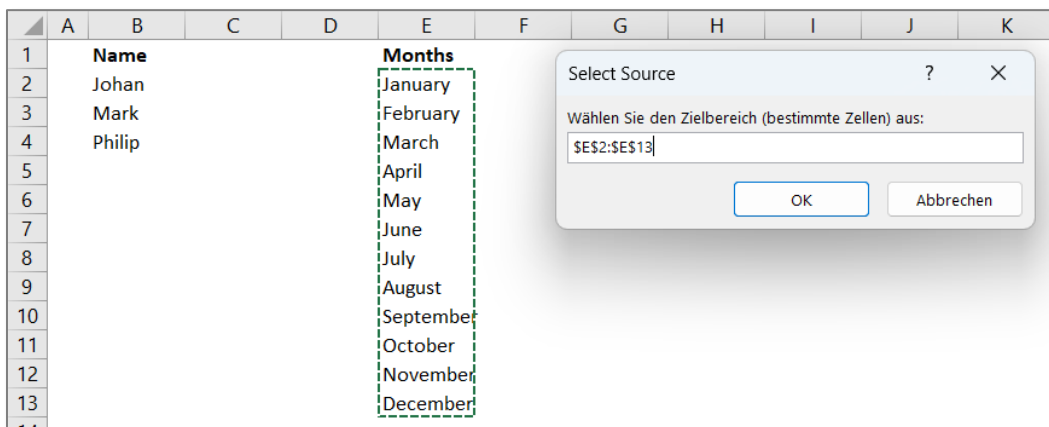 A B C D E F G H I J K
1 Name Months
2 Johan January
3 Mark February
4 Philip March
5 April
6 May
7 June
8 July
9 August
10 September
11 October
12 November
13 December
Select Source ? ×
Wählen Sie den Zielbereich (bestimmte Zellen) aus:
$E$2:$E$13
OK Abbrechen